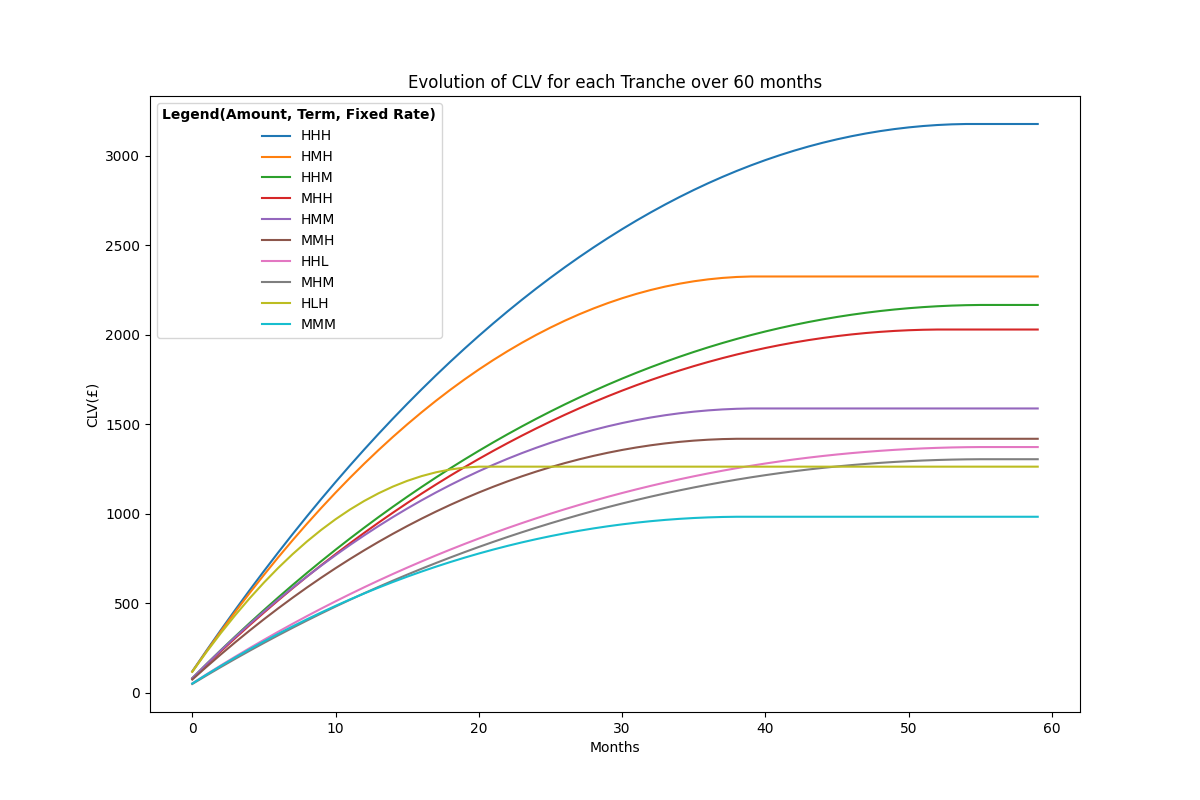 Evolution of CLV for each Tranche over 60 months
Legend(Amount, Term, Fixed Rate)
HHH
HMH
HHM
MHH
HMM
MMH
HHL
MHM
HLH
MMM
CLV(£)
3000
2500
2000
1500
1000
500
0
0 10 20 30 40 50 60
Months